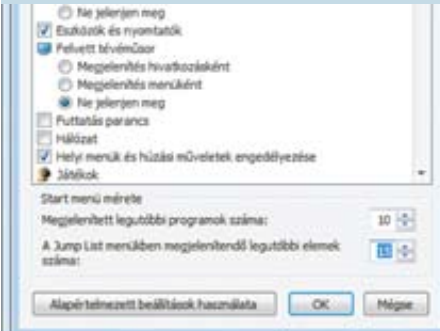 Ne jelenjen meg
Eszközök és nyomtatók
Felvett tévéműsor
Megjelenítés hivatkozásként
Megjelenítés menüként
Ne jelenjen meg
Futtatás parancs
Hálózat
Helyi menük és húzási műveletek engedélyezése
Játékok
Start menü mérete
Megjelenített legutóbbi programok száma: 10
A Jump List menükben megjelenítendő legutóbbi elemek
száma:
Alapértelmezett beállítások használata OK Mégse